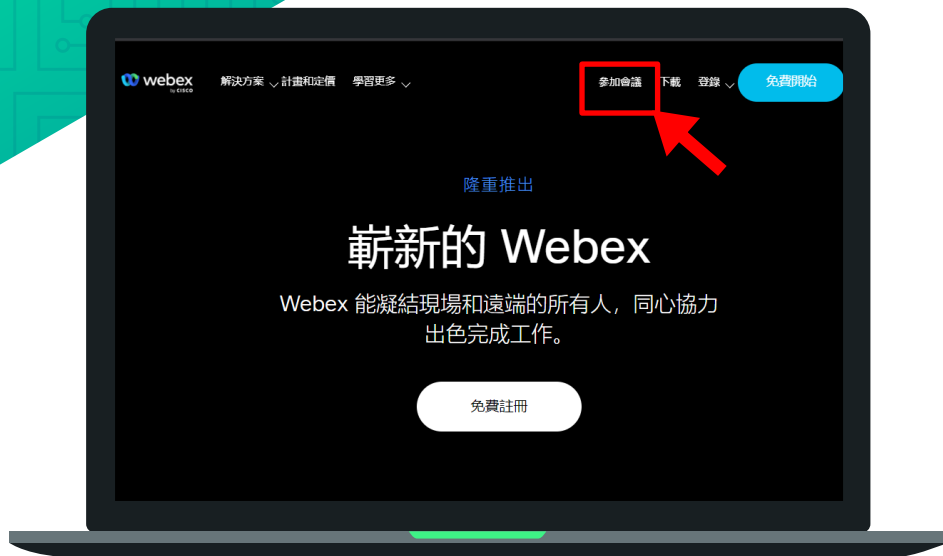 webex 解決方案 計畫和定價 學習更多 參加會議 下載 登錄 免費開始
by CISCO
隆重推出
嶄新的 Webex
Webex 能凝結現場和遠端的所有人，同心協力
出色完成工作。
免費註冊